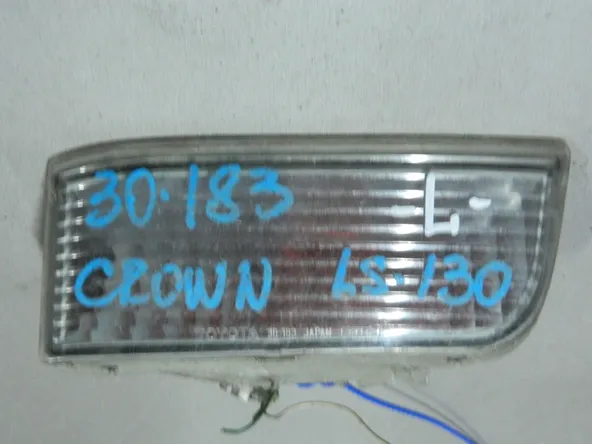 30·183 -L-
CROWN LS·130
TOYOTA 30 183 JAPAN